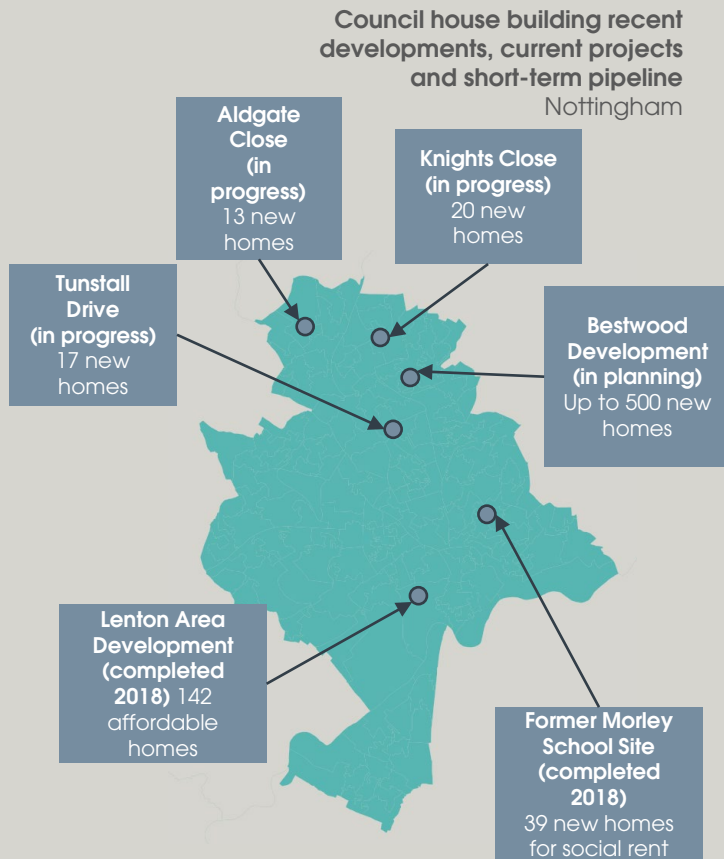 Council house building recent
developments, current projects
and short-term pipeline
Nottingham
Aldgate
Close
(in
progress)
13 new
homes
Knights Close
(in progress)
20 new
homes
Tunstall
Drive
(in progress)
17 new
homes
Bestwood
Development
(in planning)
Up to 500 new
homes
Lenton Area
Development
(completed
2018) 142
affordable
homes
Former Morley
School Site
(completed
2018)
39 new homes
for social rent